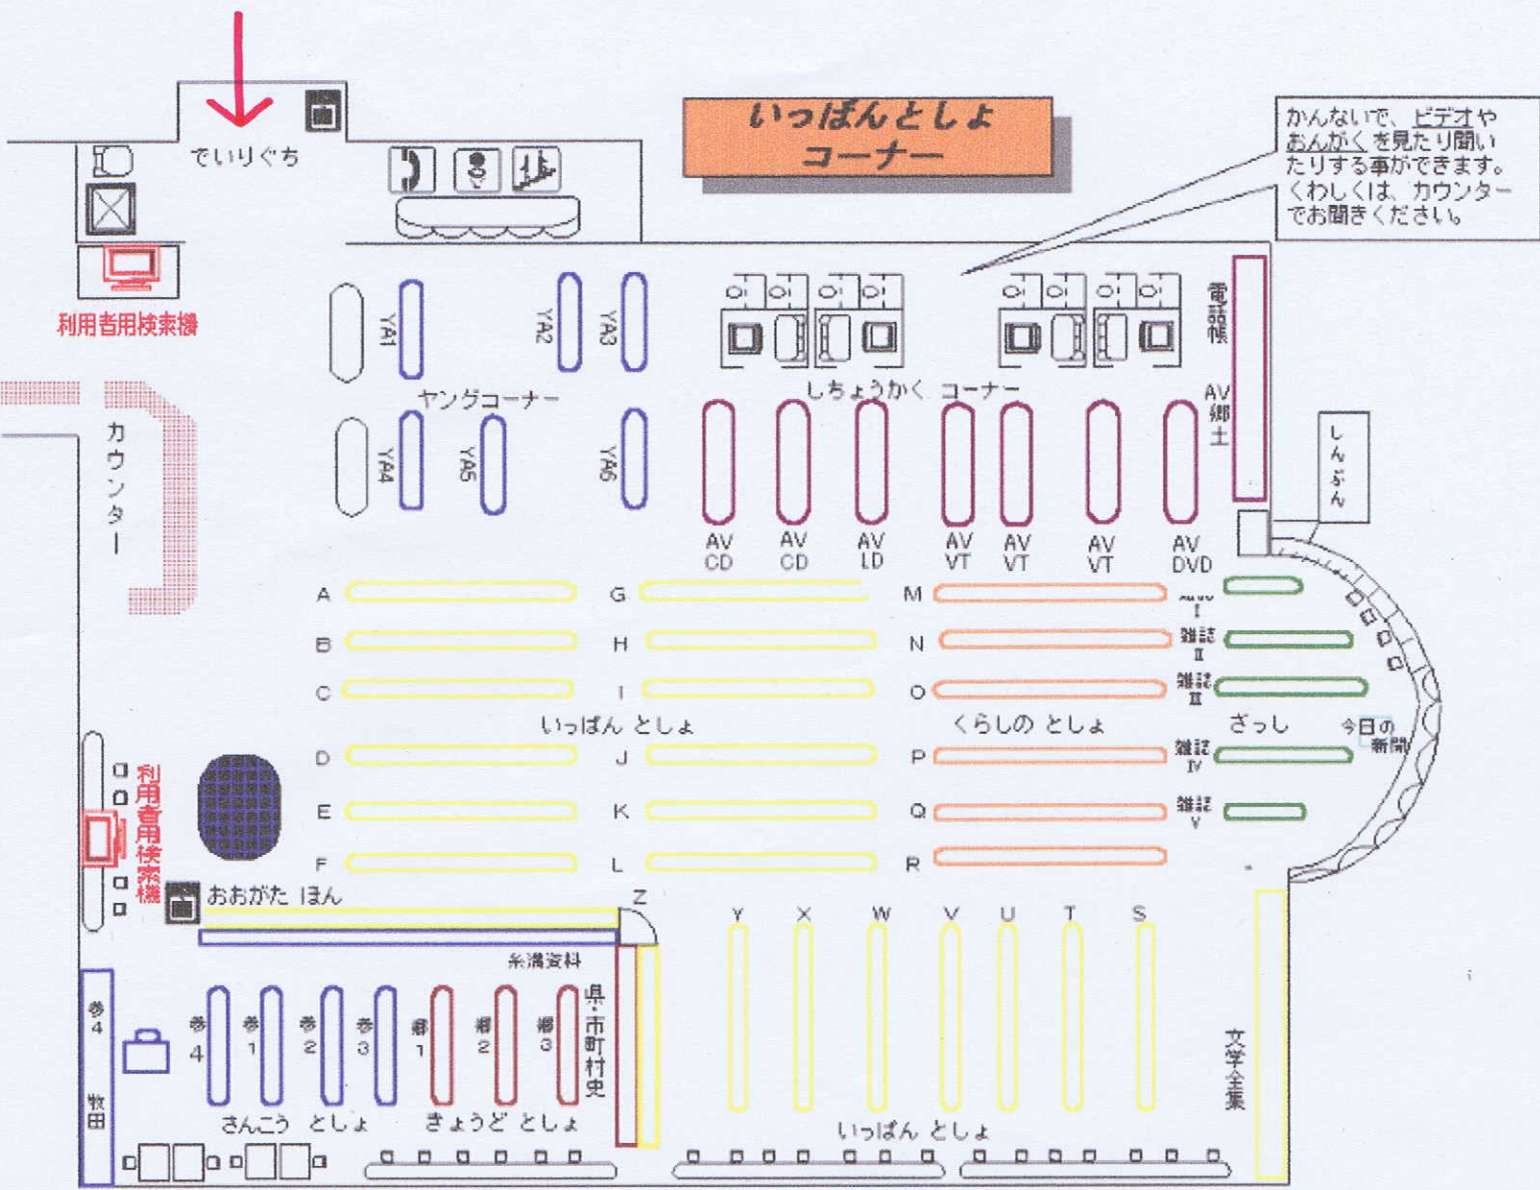 いっぱんとしょ
コーナー
かんないで、ビデオや
おんがくを見たり聞い
たりする事ができます。
くわしくは、カウンター
でお聞きください。
でいりぐち
利用者用検索機
カウンター
YA1
YA2
YA3
ヤングコーナー
YA4
YA5
YA6
しちょうかく コーナー
電話帳
AV郷土
しんぶん
AV
CD
AV
CD
AV
LD
AV
VT
AV
VT
AV
VT
AV
DVD
A
G
M
I
B
H
N
雑誌
II
C
I
O
雑誌
III
いっぱん としょ
くらしの としょ
ざっし
今日の
新聞
D
J
P
雑誌
IV
E
K
Q
雑誌
V
F
L
R
利用者用検索機
おおがた ほん
Z
Y
X
W
V
U
T
S
糸満資料
参4
牧田
参4
参1
参2
参3
郷1
郷2
郷3
県・市町村史
さんこう としょ
きょうど としょ
いっぱん としょ
文学全集